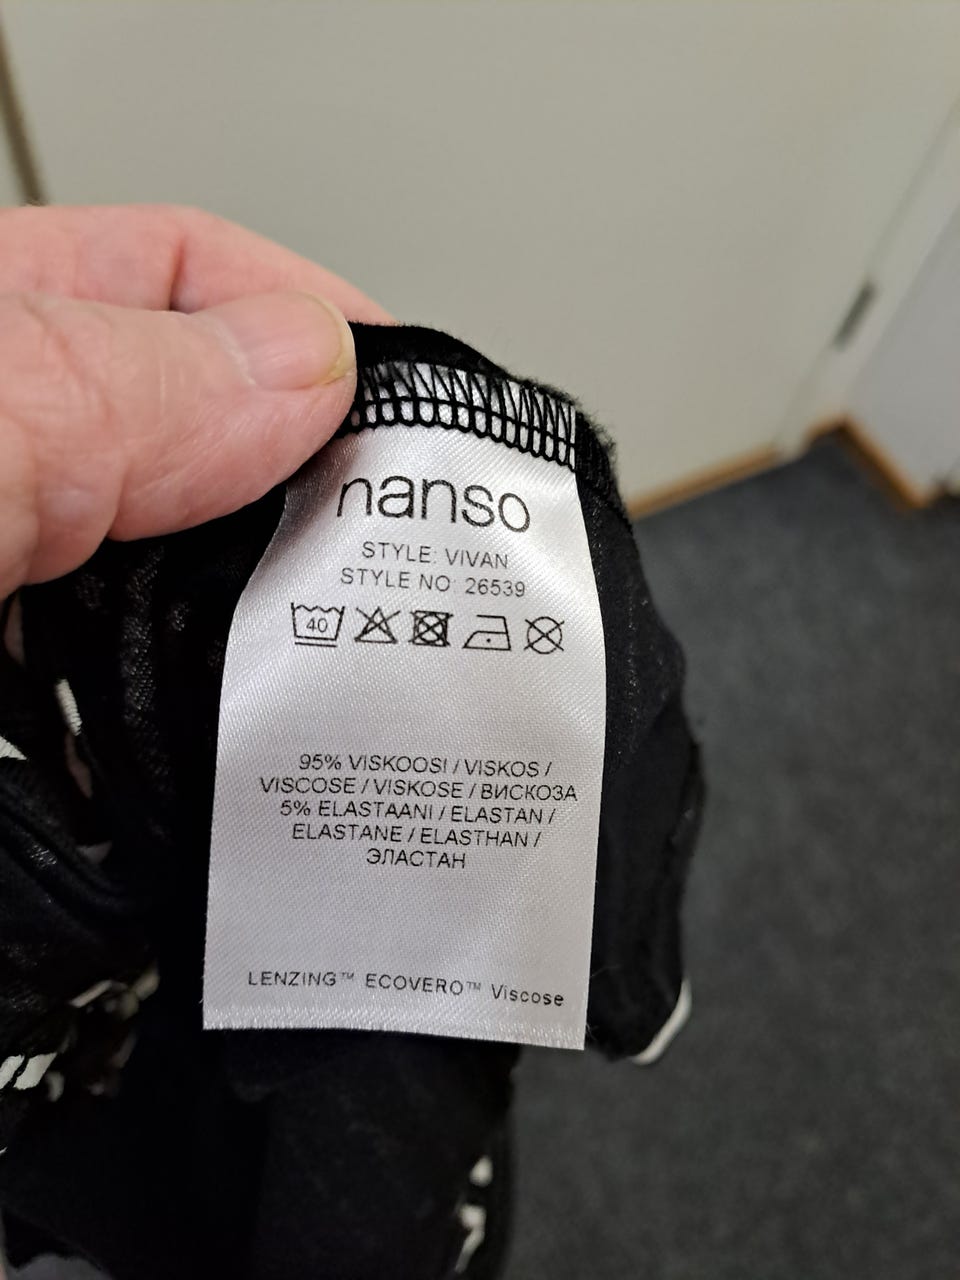 nanso
STYLE: VIVAN
STYLE NO: 26539
40
95% VISKOOSI / VISKOS /
VISCOSE / VISKOSE / ВИСКОЗА
5% ELASTAANI / ELASTAN /
ELASTANE / ELASTHAN /
ЭЛАСТАН
LENZING™ ECOVERO™ Viscose